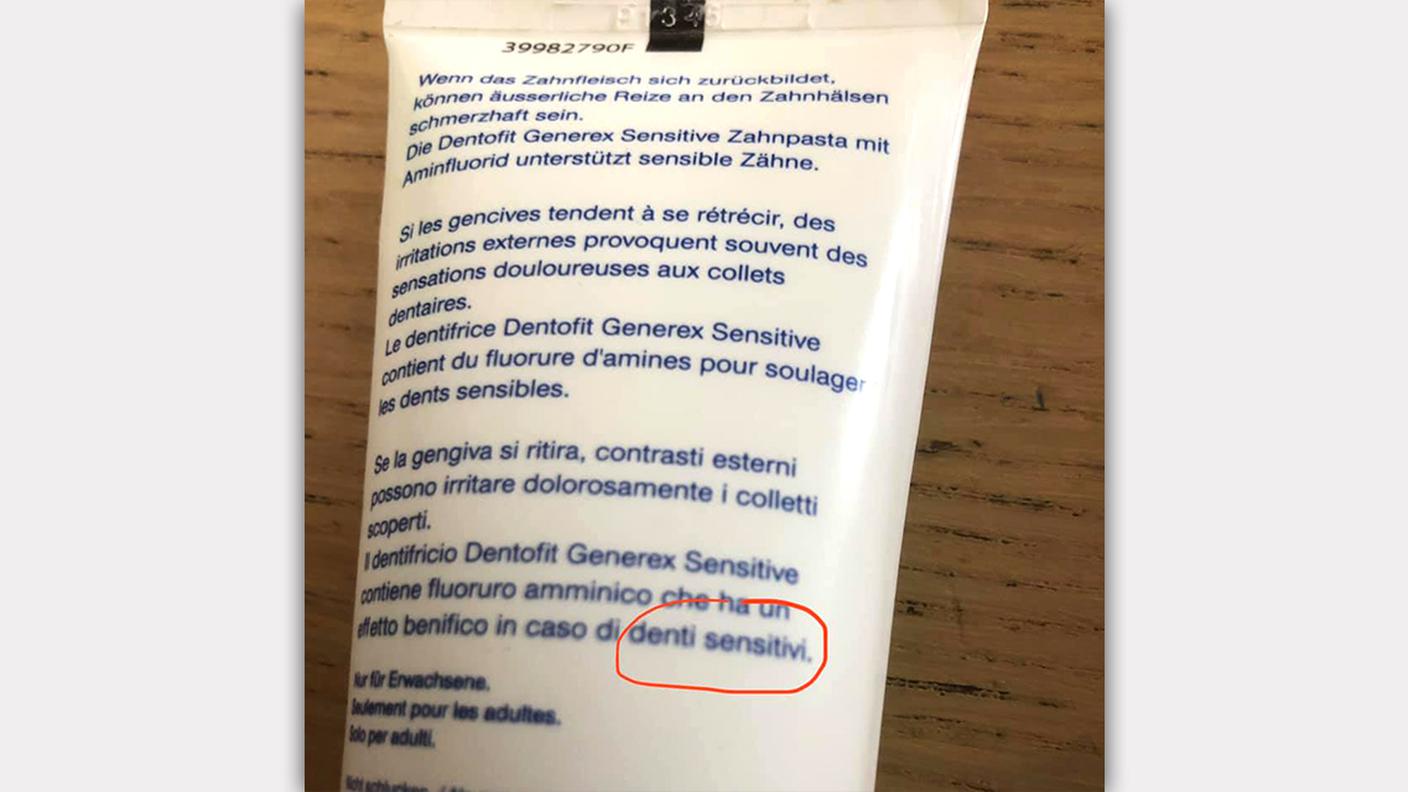 39982790F
Wenn das Zahnfleisch sich zurückbildet,
können äusserliche Reize an den Zahnhälsen
schmerzhaft sein.
Die Dentofit Generex Sensitive Zahnpasta mit
Aminfluorid unterstützt sensible Zähne.
Si les gencives tendent à se rétrécir, des
irritations externes provoquent souvent des
sensations douloureuses aux collets
dentaires.
Le dentifrice Dentofit Generex Sensitive
contient du fluorure d'amines pour soulager
les dents sensibles.
Se la gengiva si ritira, contrasti esterni
possono irritare dolorosamente i colletti
scoperti.
Il dentifricio Dentofit Generex Sensitive
contiene fluoruro amminico che ha un
effetto benifico in caso di denti sensitivi.
Nur für Erwachsene.
Seulement pour les adultes.
Solo per adulti.